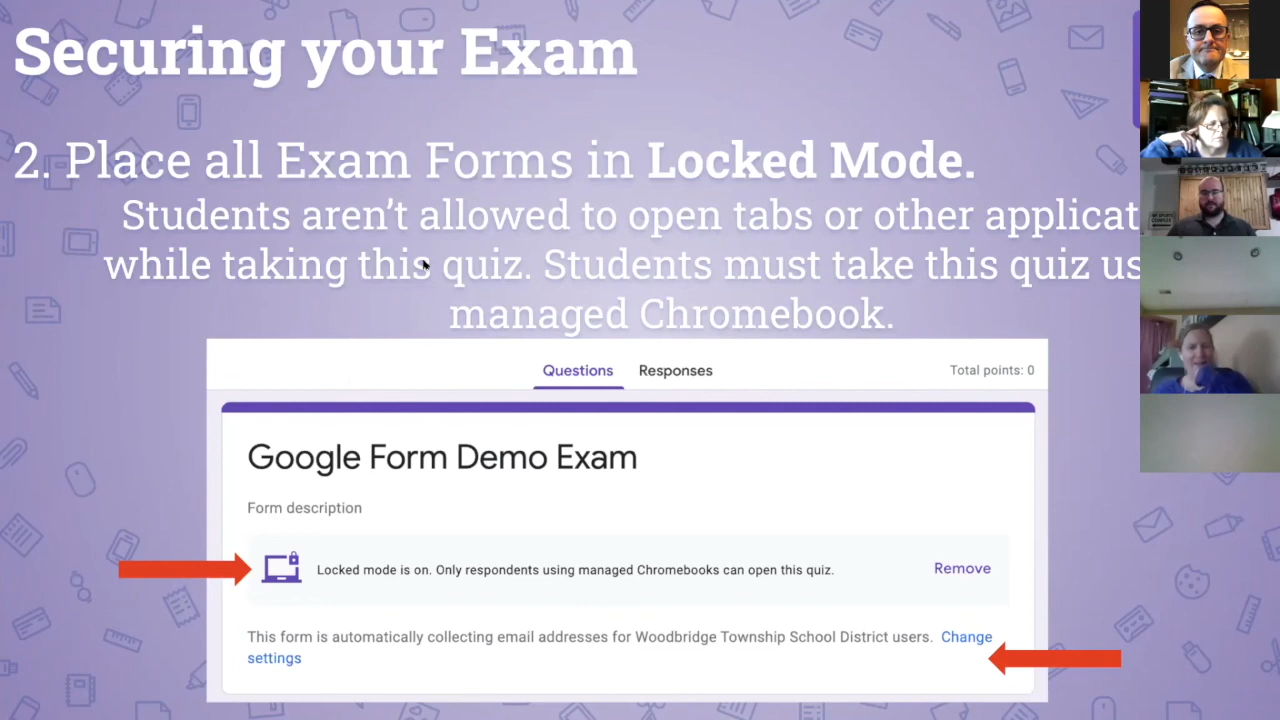 Securing your Exam
2. Place all Exam Forms in Locked Mode.
Students aren’t allowed to open tabs or other applicat
while taking this quiz. Students must take this quiz us
managed Chromebook.
Questions Responses Total points: 0
Google Form Demo Exam
Form description
Locked mode is on. Only respondents using managed Chromebooks can open this quiz. Remove
This form is automatically collecting email addresses for Woodbridge Township School District users. Change
settings